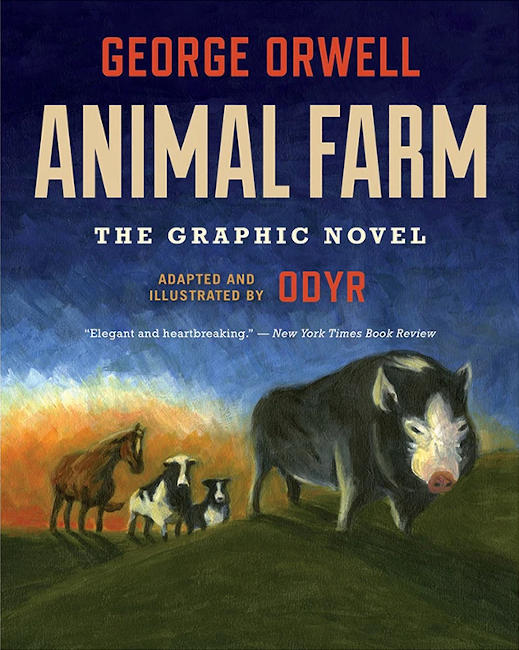 GEORGE ORWELL
ANIMAL FARM
THE GRAPHIC NOVEL
ADAPTED AND
ILLUSTRATED BY ODYR
“Elegant and heartbreaking.” — New York Times Book Review